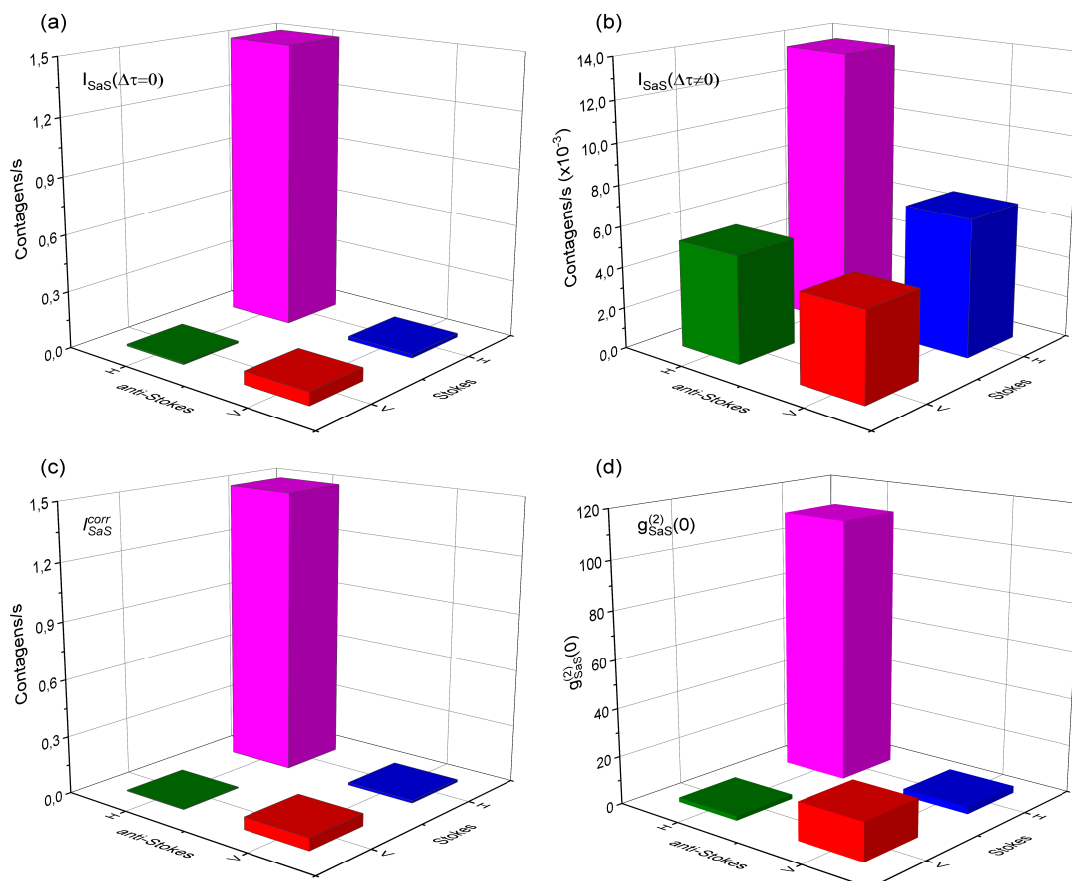 (a)
I_SaS(Δτ=0)
Contagens/s
1,5
1,2
0,9
0,6
0,3
0,0
H
anti-Stokes
V
V
Stokes
H
(b)
I_SaS(Δτ≠0)
Contagens/s (x10^-3)
14,0
12,0
10,0
8,0
6,0
4,0
2,0
0,0
H
anti-Stokes
V
V
Stokes
H
(c)
I_SaS^corr
Contagens/s
1,5
1,2
0,9
0,6
0,3
0,0
H
anti-Stokes
V
V
Stokes
H
(d)
g_SaS^(2)(0)
g_SaS^(2)(0)
120
100
80
60
40
20
0
H
anti-Stokes
V
V
Stokes
H